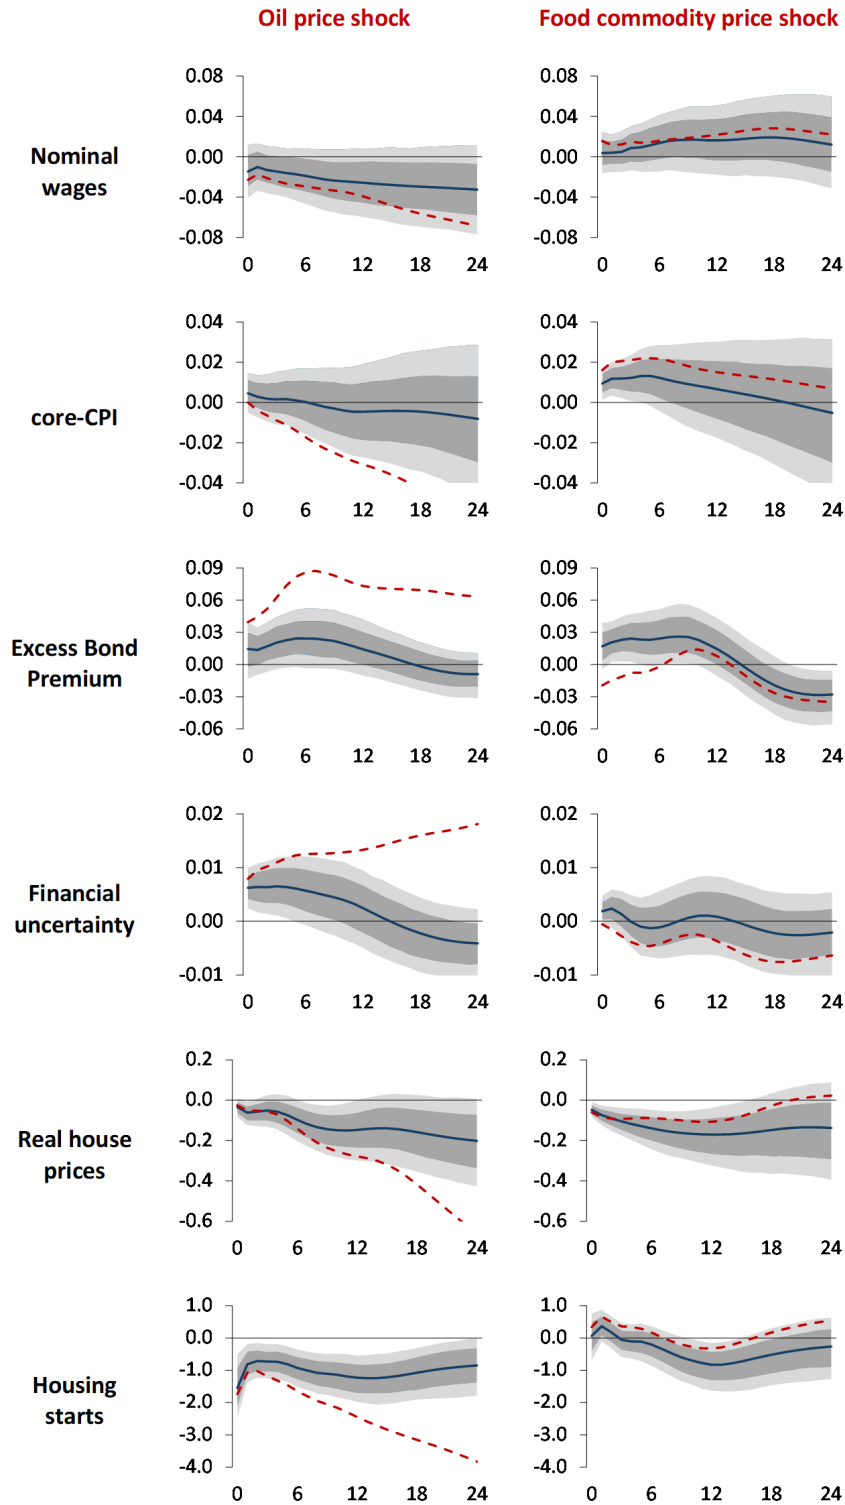 Oil price shock Food commodity price shock
Nominal
wages
0.08 0.08
0.04 0.04
0.00 0.00
-0.04 -0.04
-0.08 -0.08
0 6 12 18 24 0 6 12 18 24
core-CPI
0.04 0.04
0.02 0.02
0.00 0.00
-0.02 -0.02
-0.04 -0.04
0 6 12 18 24 0 6 12 18 24
Excess Bond
Premium
0.09 0.09
0.06 0.06
0.03 0.03
0.00 0.00
-0.03 -0.03
-0.06 -0.06
0 6 12 18 24 0 6 12 18 24
Financial
uncertainty
0.02 0.02
0.01 0.01
0.00 0.00
-0.01 -0.01
0 6 12 18 24 0 6 12 18 24
Real house
prices
0.2 0.2
0.0 0.0
-0.2 -0.2
-0.4 -0.4
-0.6 -0.6
0 6 12 18 24 0 6 12 18 24
Housing
starts
1.0 1.0
0.0 0.0
-1.0 -1.0
-2.0 -2.0
-3.0 -3.0
-4.0 -4.0
0 6 12 18 24 0 6 12 18 24